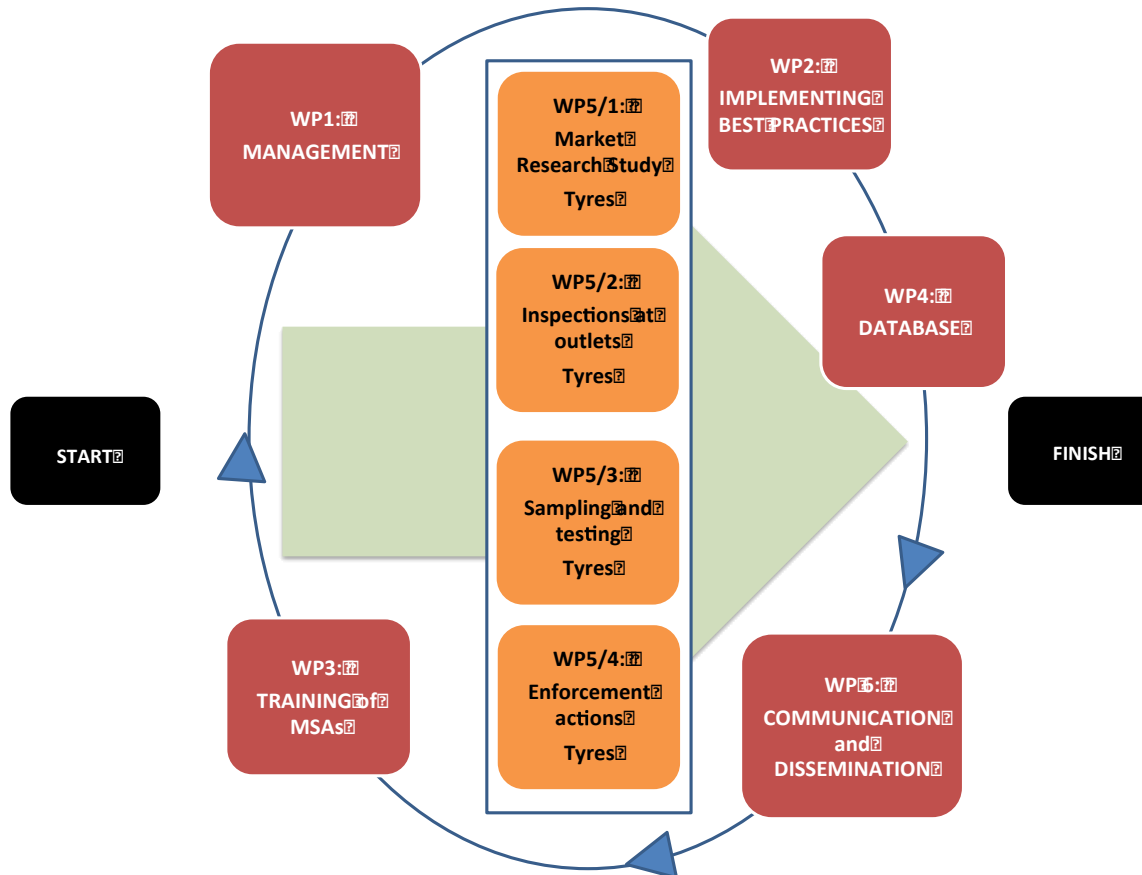 WP1:
MANAGEMENT
WP2:
IMPLEMENTING
BEST PRACTICES
WP5/1:
Market
Research Study
Tyres
WP5/2:
Inspections at
outlets
Tyres
WP4:
DATABASE
START
FINISH
WP5/3:
Sampling and
testing
Tyres
WP3:
TRAINING of
MSAs
WP5/4:
Enforcement
actions
Tyres
WP 6:
COMMUNICATION
and
DISSEMINATION